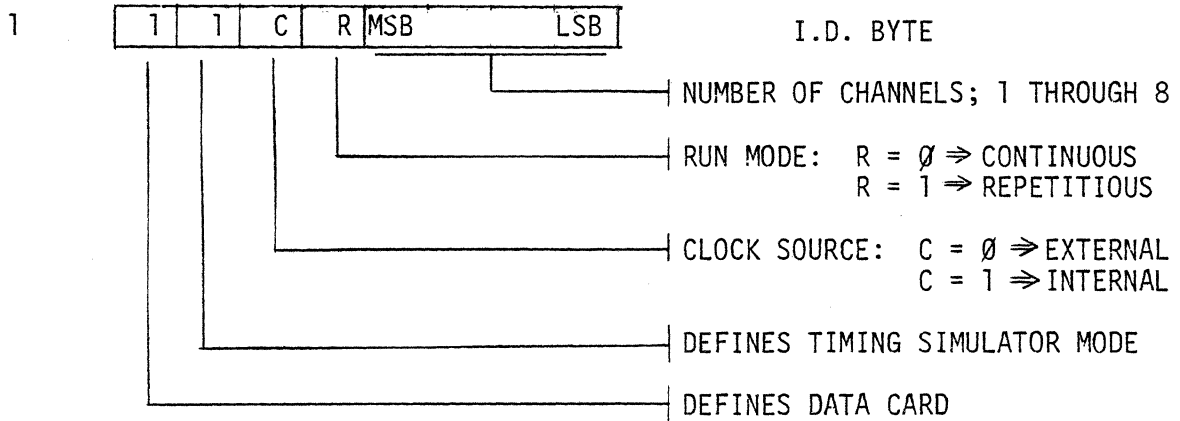 1 1 1 C R MSB LSB I.D. BYTE
NUMBER OF CHANNELS; 1 THROUGH 8
RUN MODE: R = Ø ⇒ CONTINUOUS
R = 1 ⇒ REPETITIOUS
CLOCK SOURCE: C = Ø ⇒ EXTERNAL
C = 1 ⇒ INTERNAL
DEFINES TIMING SIMULATOR MODE
DEFINES DATA CARD